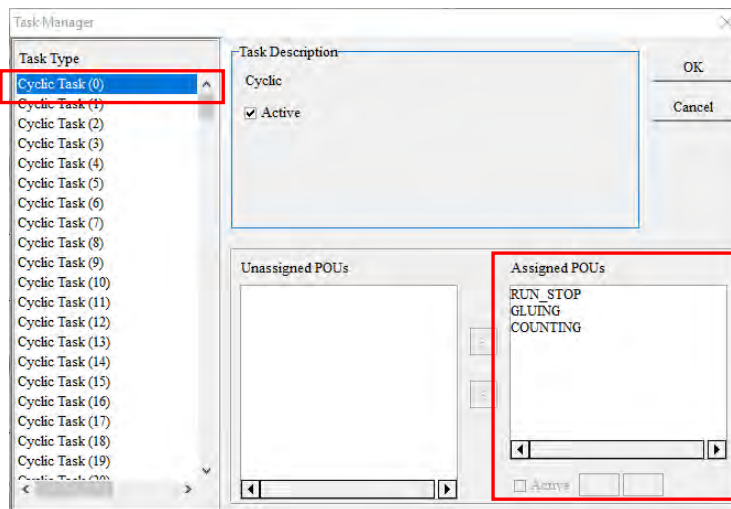 Task Manager
Task Type
Cyclic Task (0)
Cyclic Task (1)
Cyclic Task (2)
Cyclic Task (3)
Cyclic Task (4)
Cyclic Task (5)
Cyclic Task (6)
Cyclic Task (7)
Cyclic Task (8)
Cyclic Task (9)
Cyclic Task (10)
Cyclic Task (11)
Cyclic Task (12)
Cyclic Task (13)
Cyclic Task (14)
Cyclic Task (15)
Cyclic Task (16)
Cyclic Task (17)
Cyclic Task (18)
Cyclic Task (19)
Cyclic Task (20)
Task Description
Cyclic
Active
OK
Cancel
Unassigned POUs
Assigned POUs
RUN_STOP
GLUING
COUNTING
Active